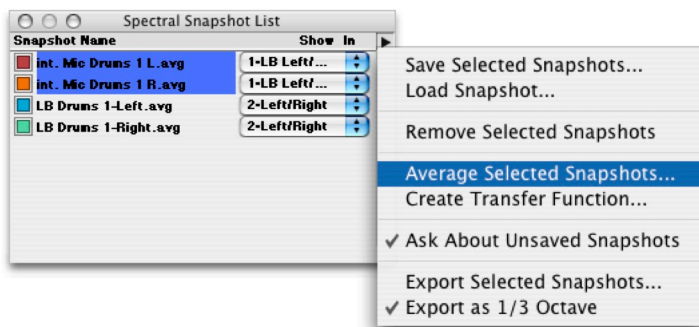 Spectral Snapshot List
Snapshot Name Show In
int. Mic Drums 1 L.avg 1-LB Left/...
int. Mic Drums 1 R.avg 1-LB Left/...
LB Drums 1-Left.avg 2-Left/Right
LB Drums 1-Right.avg 2-Left/Right
Save Selected Snapshots...
Load Snapshot...
Remove Selected Snapshots
Average Selected Snapshots...
Create Transfer Function...
Ask About Unsaved Snapshots
Export Selected Snapshots...
Export as 1/3 Octave